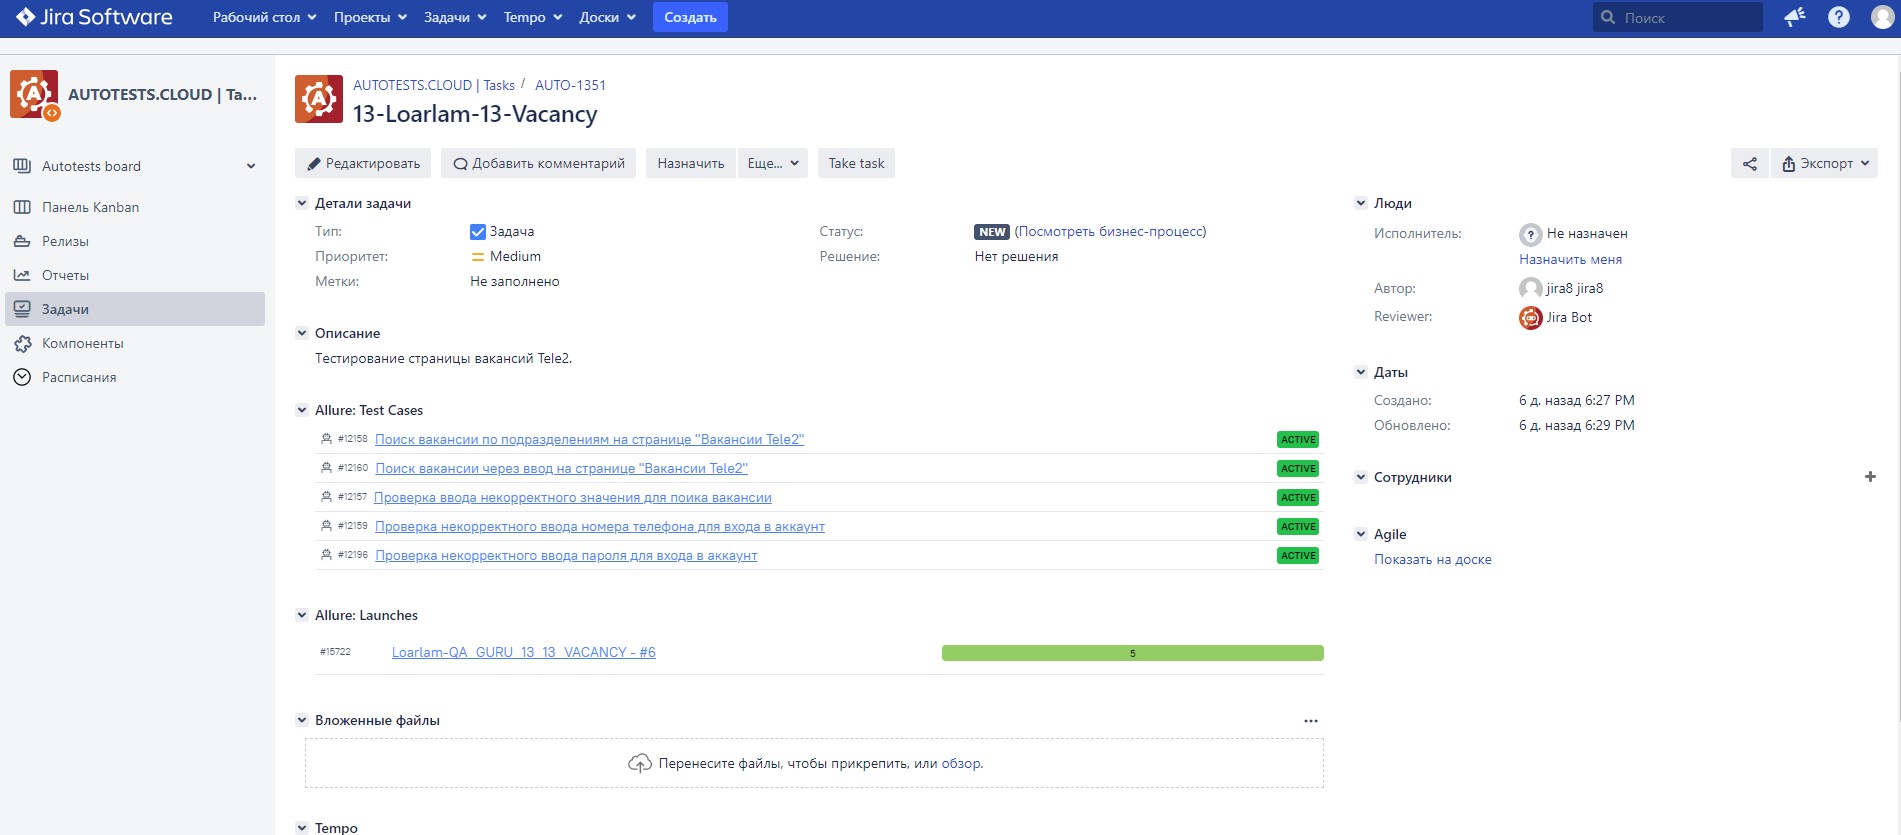 Jira Software Рабочий стол Проекты Задачи Tempo Доски Создать Поиск
AUTOTESTS.CLOUD | Ta...
Autotests board
Панель Kanban
Релизы
Отчеты
Задачи
Компоненты
Расписания
AUTOTESTS.CLOUD | Tasks / AUTO-1351
13-Loarlam-13-Vacancy
Редактировать Добавить комментарий Назначить Еще... Take task Экспорт
Детали задачи
Тип: Задача Статус: NEW (Посмотреть бизнес-процесс)
Приоритет: Medium Решение: Нет решения
Метки: Не заполнено
Описание
Тестирование страницы вакансий Tele2.
Allure: Test Cases
#12158 Поиск вакансии по подразделениям на странице "Вакансии Tele2" ACTIVE
#12160 Поиск вакансии через ввод на странице "Вакансии Tele2" ACTIVE
#12157 Проверка ввода некорректного значения для поика вакансии ACTIVE
#12159 Проверка некорректного ввода номера телефона для входа в аккаунт ACTIVE
#12196 Проверка некорректного ввода пароля для входа в аккаунт ACTIVE
Allure: Launches
#15722 Loarlam-QA_GURU_13_13_VACANCY - #6 5
Вложенные файлы
Перенесите файлы, чтобы прикрепить, или обзор.
Tempo
Люди
Исполнитель: Не назначен
Назначить меня
Автор: jira8 jira8
Reviewer: Jira Bot
Даты
Создано: 6 д. назад 6:27 PM
Обновлено: 6 д. назад 6:29 PM
Сотрудники
Agile
Показать на доске